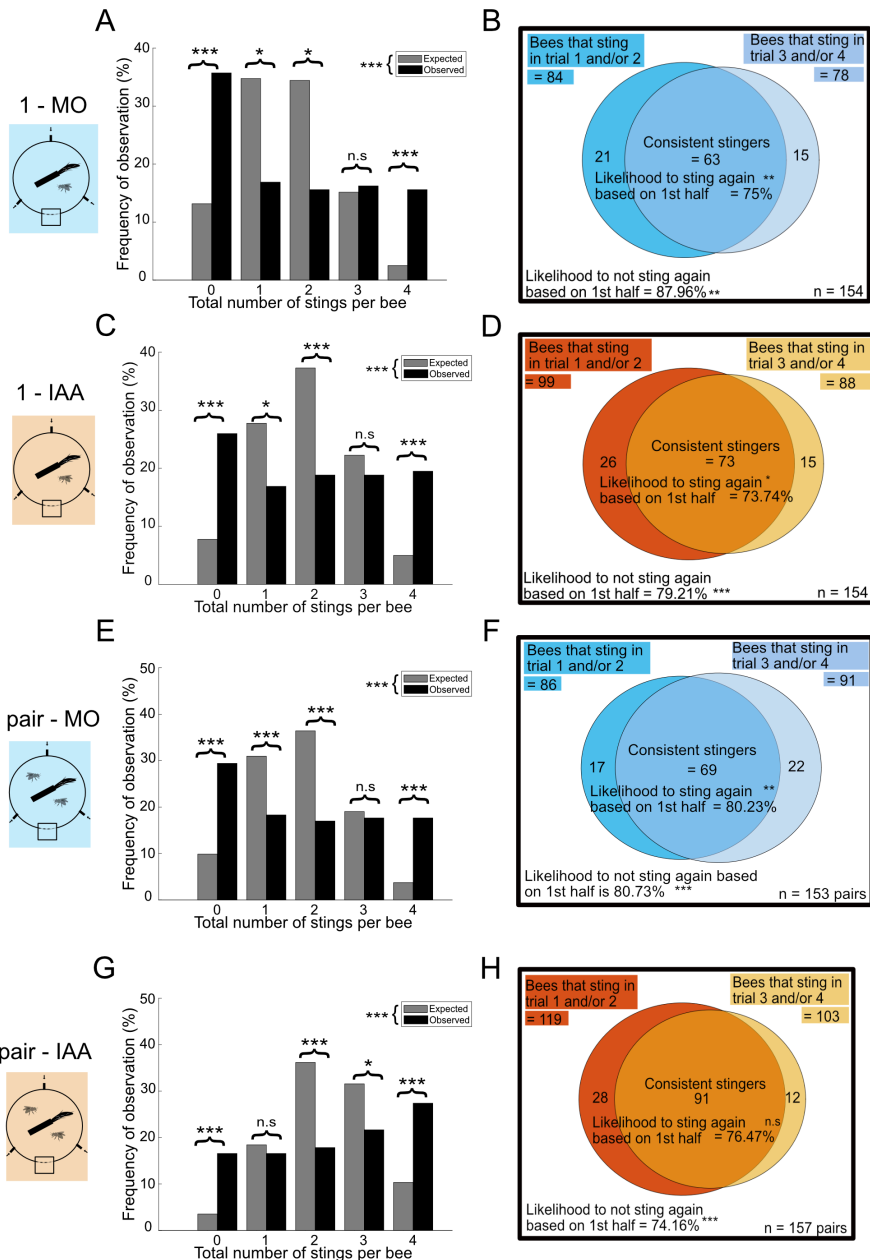 A
B
1 - MO
Frequency of observation (%)
40
30
20
10
0
***
*
*
n.s
***
***
Expected
Observed
0 1 2 3 4
Total number of stings per bee
Bees that sting
in trial 1 and/or 2
= 84
Bees that sting in
trial 3 and/or 4
= 78
21
Consistent stingers
= 63
15
Likelihood to sting again **
based on 1st half = 75%
Likelihood to not sting again
based on 1st half = 87.96% **
n = 154
C
D
1 - IAA
Frequency of observation (%)
40
30
20
10
0
***
*
***
n.s
***
***
Expected
Observed
0 1 2 3 4
Total number of stings per bee
Bees that sting
in trial 1 and/or 2
= 99
Bees that sting in
trial 3 and/or 4
= 88
26
Consistent stingers
= 73
15
Likelihood to sting again *
based on 1st half = 73.74%
Likelihood to not sting again
based on 1st half = 79.21% ***
n = 154
E
F
pair - MO
Frequency of observation (%)
50
40
30
20
10
0
***
***
***
n.s
***
***
Expected
Observed
0 1 2 3 4
Total number of stings per bee
Bees that sting in
trial 1 and/or 2
= 86
Bees that sting in
trial 3 and/or 4
= 91
17
Consistent stingers
= 69
22
Likelihood to sting again **
based on 1st half = 80.23%
Likelihood to not sting again based
on 1st half is 80.73% ***
n = 153 pairs
G
H
pair - IAA
Frequency of observation (%)
50
40
30
20
10
0
***
n.s
***
*
***
***
Expected
Observed
0 1 2 3 4
Total number of stings per bee
Bees that sting in
trial 1 and/or 2
= 119
Bees that sting in
trial 3 and/or 4
= 103
28
Consistent stingers
91
12
Likelihood to sting again n.s
based on 1st half = 76.47%
Likelihood to not sting again
based on 1st half = 74.16% ***
n = 157 pairs